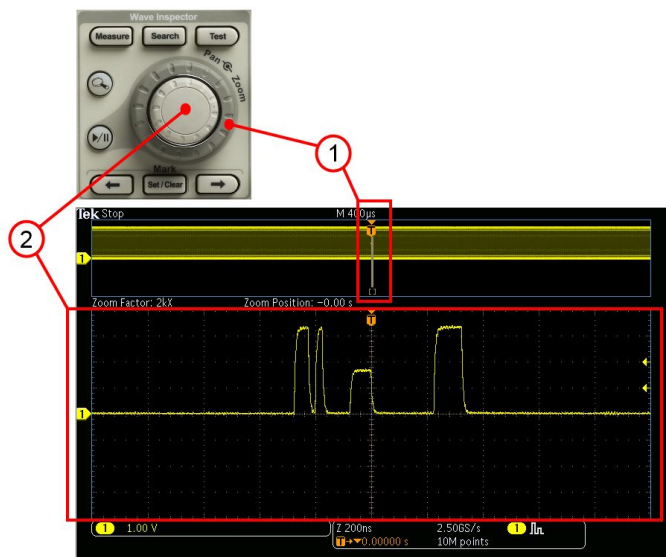 Wave Inspector
Measure Search Test
Pan Zoom
Mark
← Set / Clear →
1
2
Tek Stop M 400µs
T
1
Zoom Factor: 2kX Zoom Position: -0.00 s
T
1
1 1.00 V
Z 200ns 2.50GS/s 1
T→▼0.00000 s 10M points